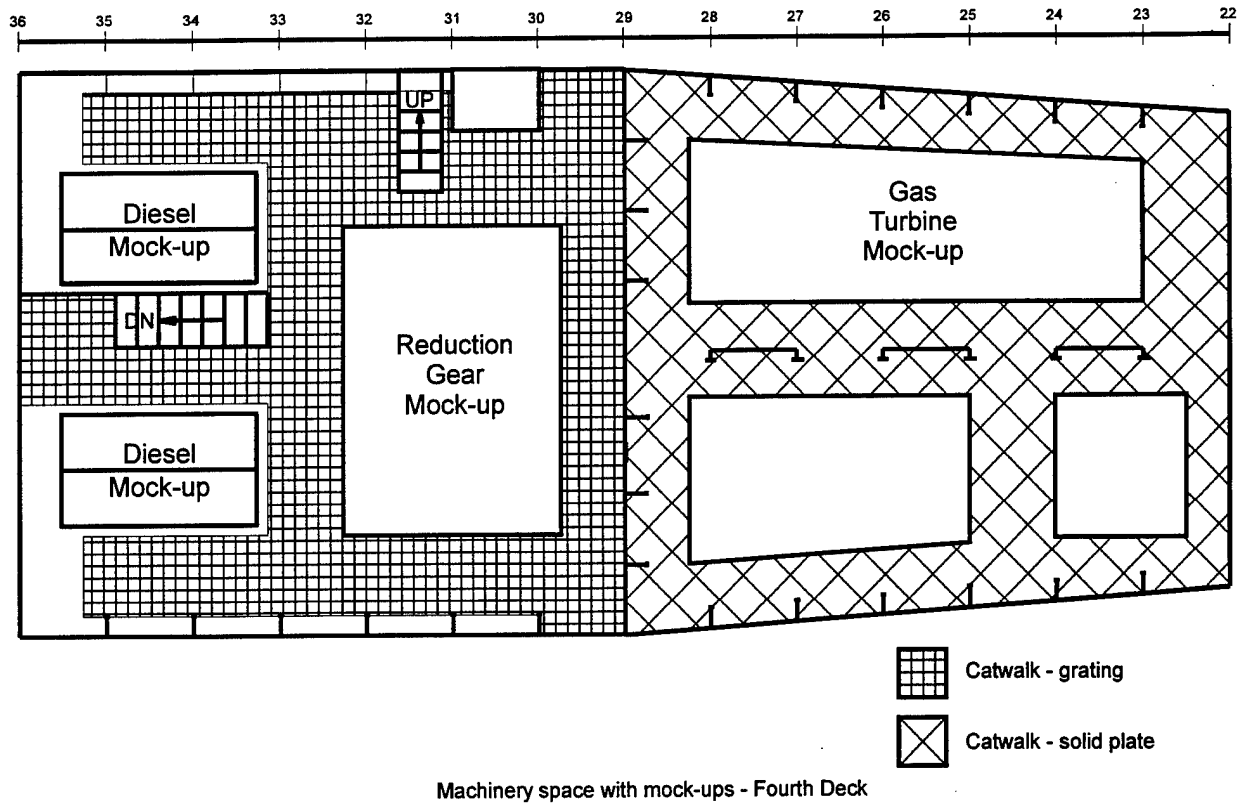 36 35 34 33 32 31 30 29 28 27 26 25 24 23 22
UP
Diesel
Mock-up
Gas
Turbine
Mock-up
DN
Reduction
Gear
Mock-up
Diesel
Mock-up
Catwalk - grating
Catwalk - solid plate
Machinery space with mock-ups - Fourth Deck